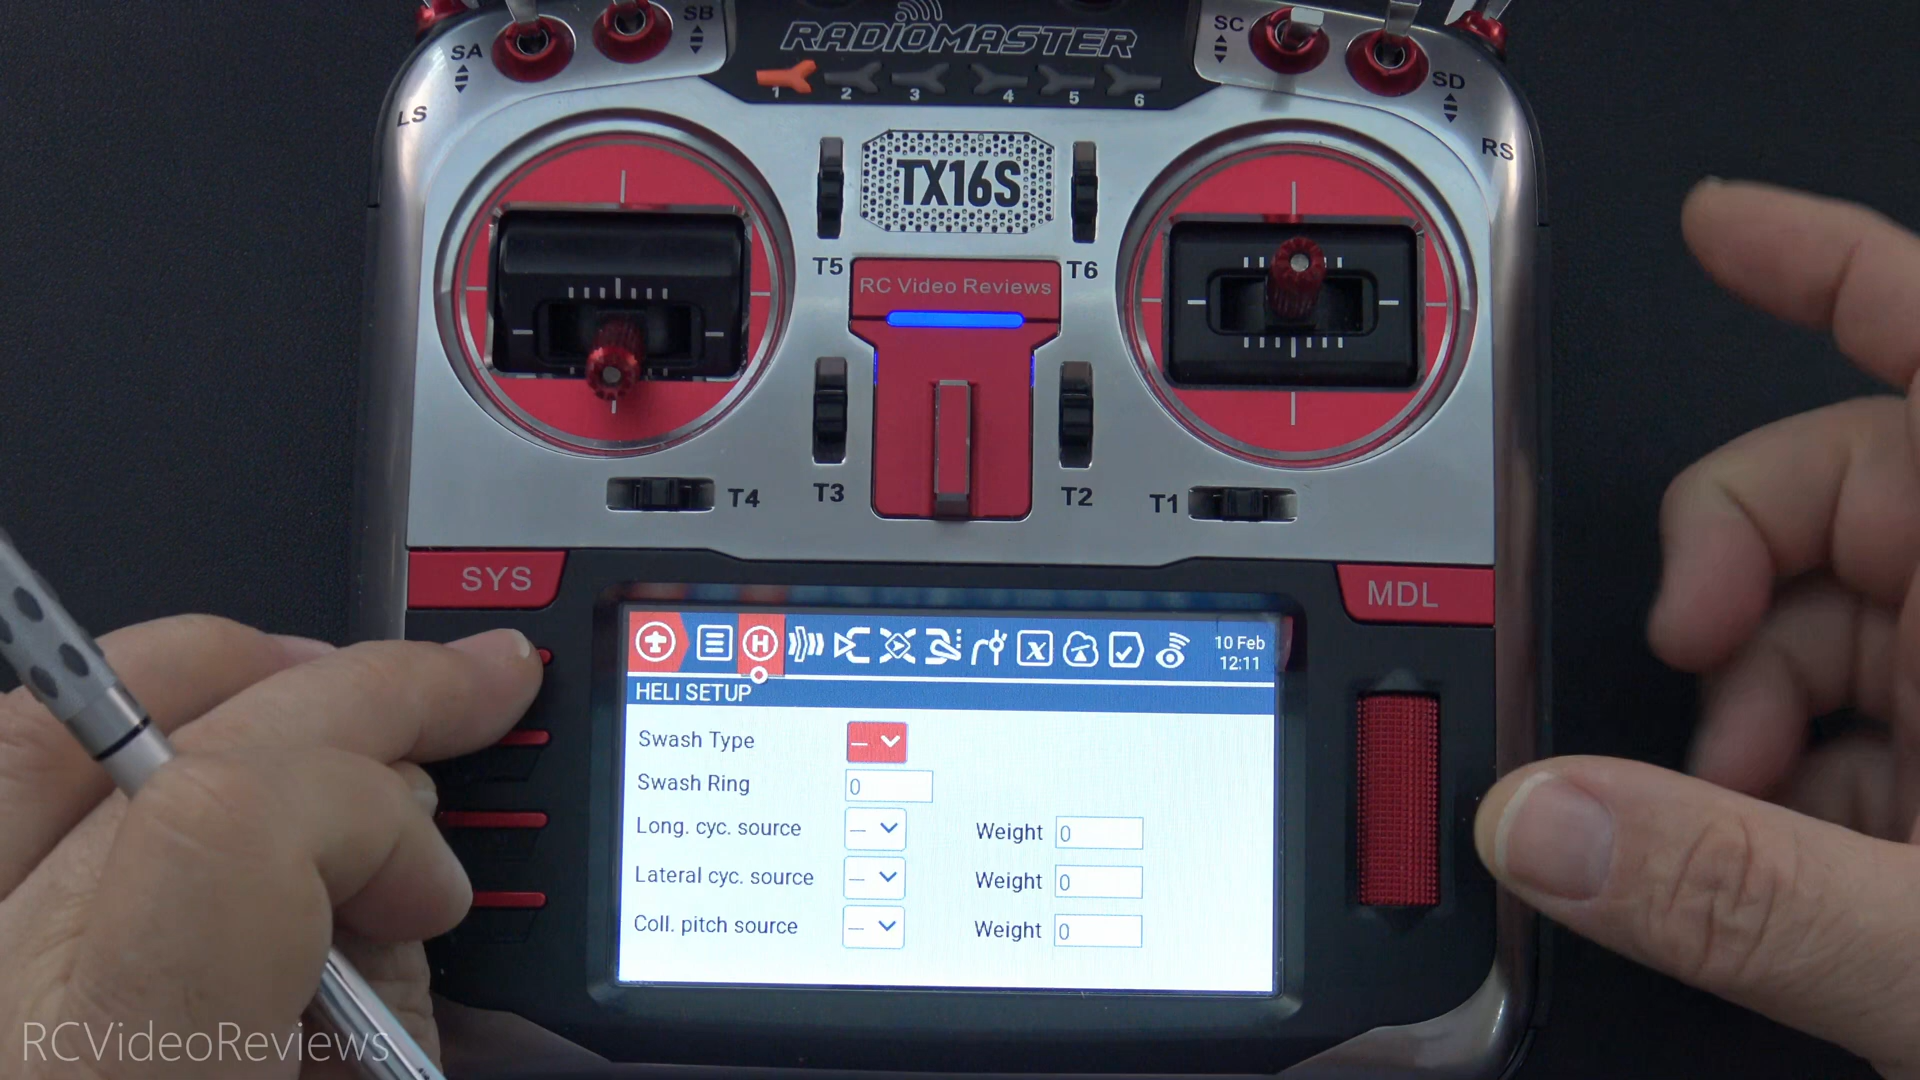 SA
SB
RADIOMASTER
SC
SD
LS
RS
1 2 3 4 5 6
TX16S
T5
T6
RC Video Reviews
T4
T3
T2
T1
SYS
MDL
H
x
10 Feb
12:11
HELI SETUP
Swash Type —
Swash Ring 0
Long. cyc. source — Weight 0
Lateral cyc. source — Weight 0
Coll. pitch source — Weight 0
RCVideoReviews